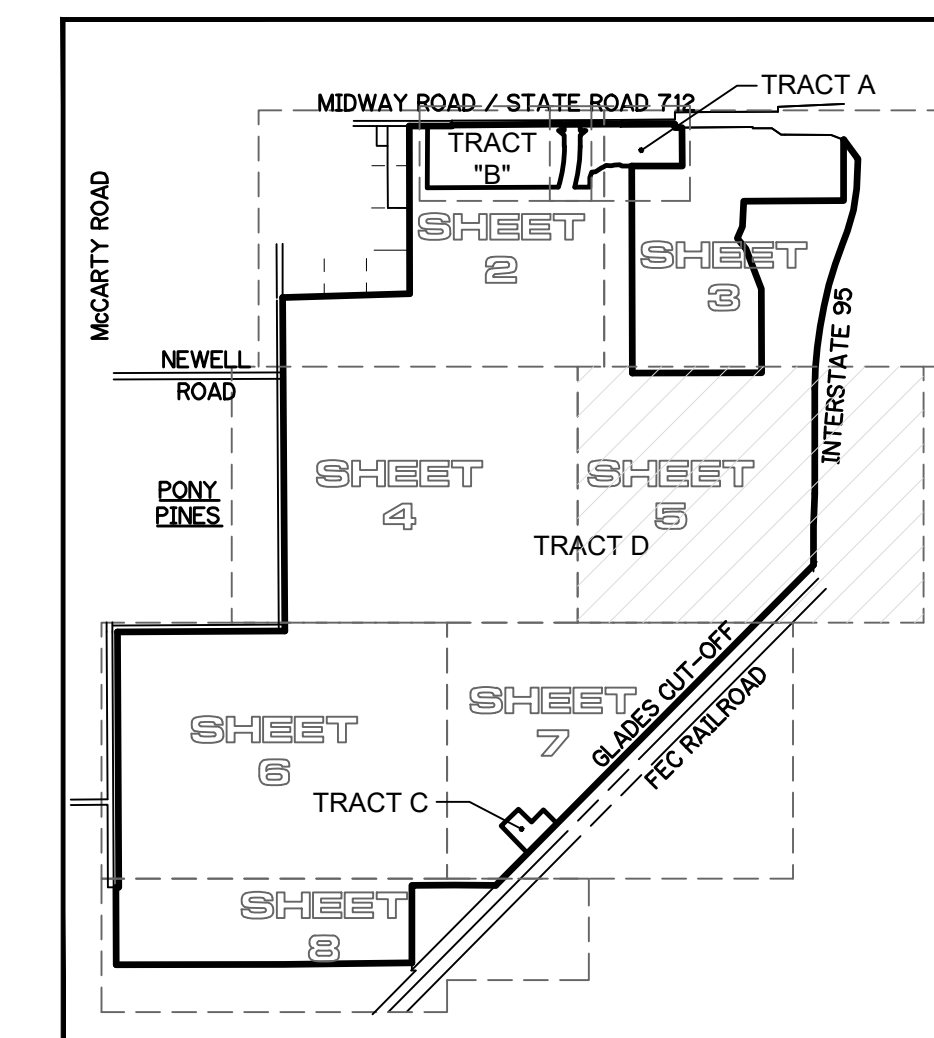 TRACT A
MIDWAY ROAD / STATE ROAD 712
TRACT
"B"
McCARTY ROAD
SHEET
2
SHEET
3
INTERSTATE 95
NEWELL
ROAD
SHEET
4
SHEET
5
PONY
PINES
TRACT D
GLADES CUT-OFF
FEC RAILROAD
SHEET
6
SHEET
7
TRACT C
SHEET
8